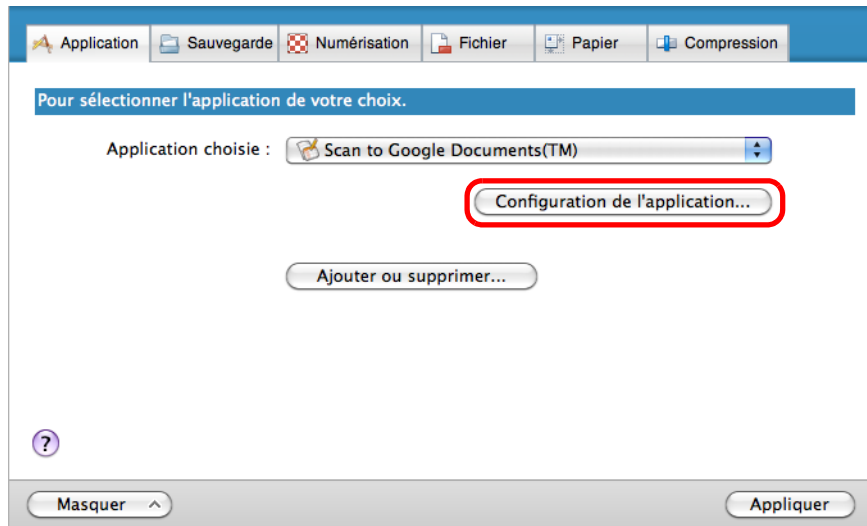 Application Sauvegarde Numérisation Fichier Papier Compression
Pour sélectionner l'application de votre choix.
Application choisie : Scan to Google Documents(TM)
Configuration de l'application...
Ajouter ou supprimer...
?
Masquer Appliquer